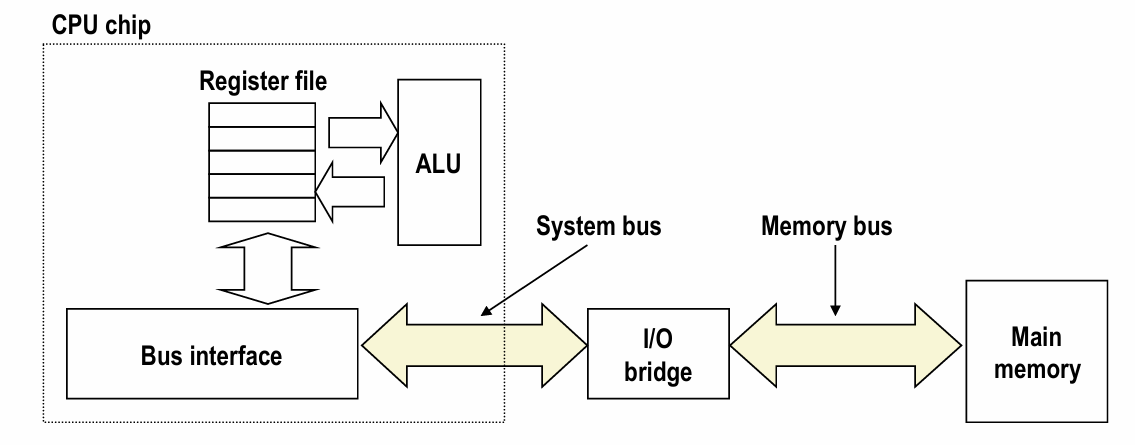 CPU chip
Register file
ALU
System bus
Memory bus
Bus interface
I/O
bridge
Main
memory